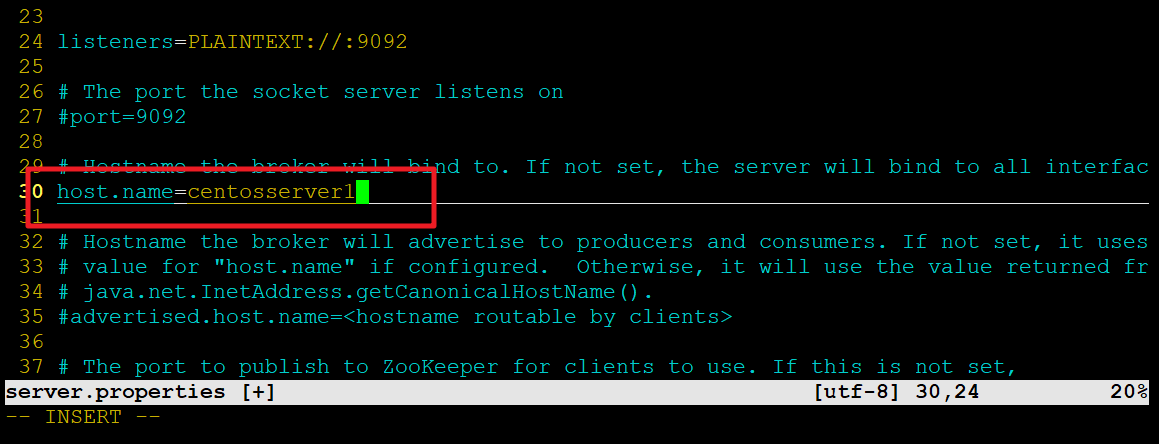 23
24 listeners=PLAINTEXT://:9092
25
26 # The port the socket server listens on
27 #port=9092
28
29 # Hostname the broker will bind to. If not set, the server will bind to all interfac
30 host.name=centosserver1
31
32 # Hostname the broker will advertise to producers and consumers. If not set, it uses
33 # value for "host.name" if configured.  Otherwise, it will use the value returned fr
34 # java.net.InetAddress.getCanonicalHostName().
35 #advertised.host.name=<hostname routable by clients>
36
37 # The port to publish to ZooKeeper for clients to use. If this is not set,
server.properties [+] [utf-8] 30,24 20%
-- INSERT --